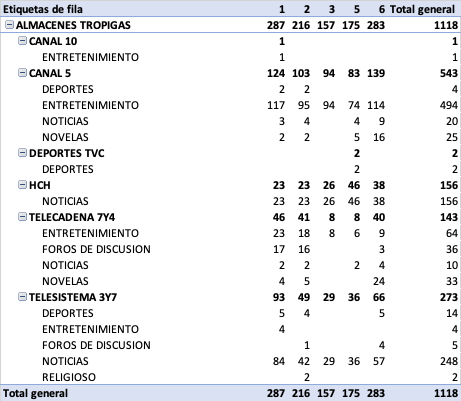 Etiquetas de fila 1 2 3 5 6 Total general
ALMACENES TROPIGAS 287 216 157 175 283 1118
CANAL 10 1 1
ENTRETENIMIENTO 1 1
CANAL 5 124 103 94 83 139 543
DEPORTES 2 2 4
ENTRETENIMIENTO 117 95 94 74 114 494
NOTICIAS 3 4 4 9 20
NOVELAS 2 2 5 16 25
DEPORTES TVC 2 2
DEPORTES 2 2
HCH 23 23 26 46 38 156
NOTICIAS 23 23 26 46 38 156
TELECADENA 7Y4 46 41 8 8 40 143
ENTRETENIMIENTO 23 18 8 6 9 64
FOROS DE DISCUSION 17 16 3 36
NOTICIAS 2 2 2 4 10
NOVELAS 4 5 24 33
TELESISTEMA 3Y7 93 49 29 36 66 273
DEPORTES 5 4 5 14
ENTRETENIMIENTO 4 4
FOROS DE DISCUSION 1 4 5
NOTICIAS 84 42 29 36 57 248
RELIGIOSO 2 2
Total general 287 216 157 175 283 1118